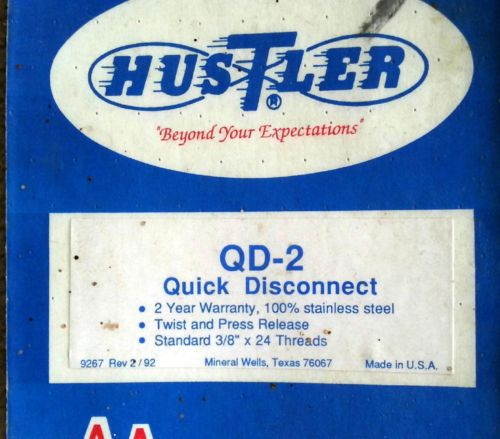 HUSTLER®
"Beyond Your Expectations"
QD-2
Quick Disconnect
• 2 Year Warranty, 100% stainless steel
• Twist and Press Release
• Standard 3/8" x 24 Threads
9267 Rev 2/92 Mineral Wells, Texas 76067 Made in U.S.A.
AA